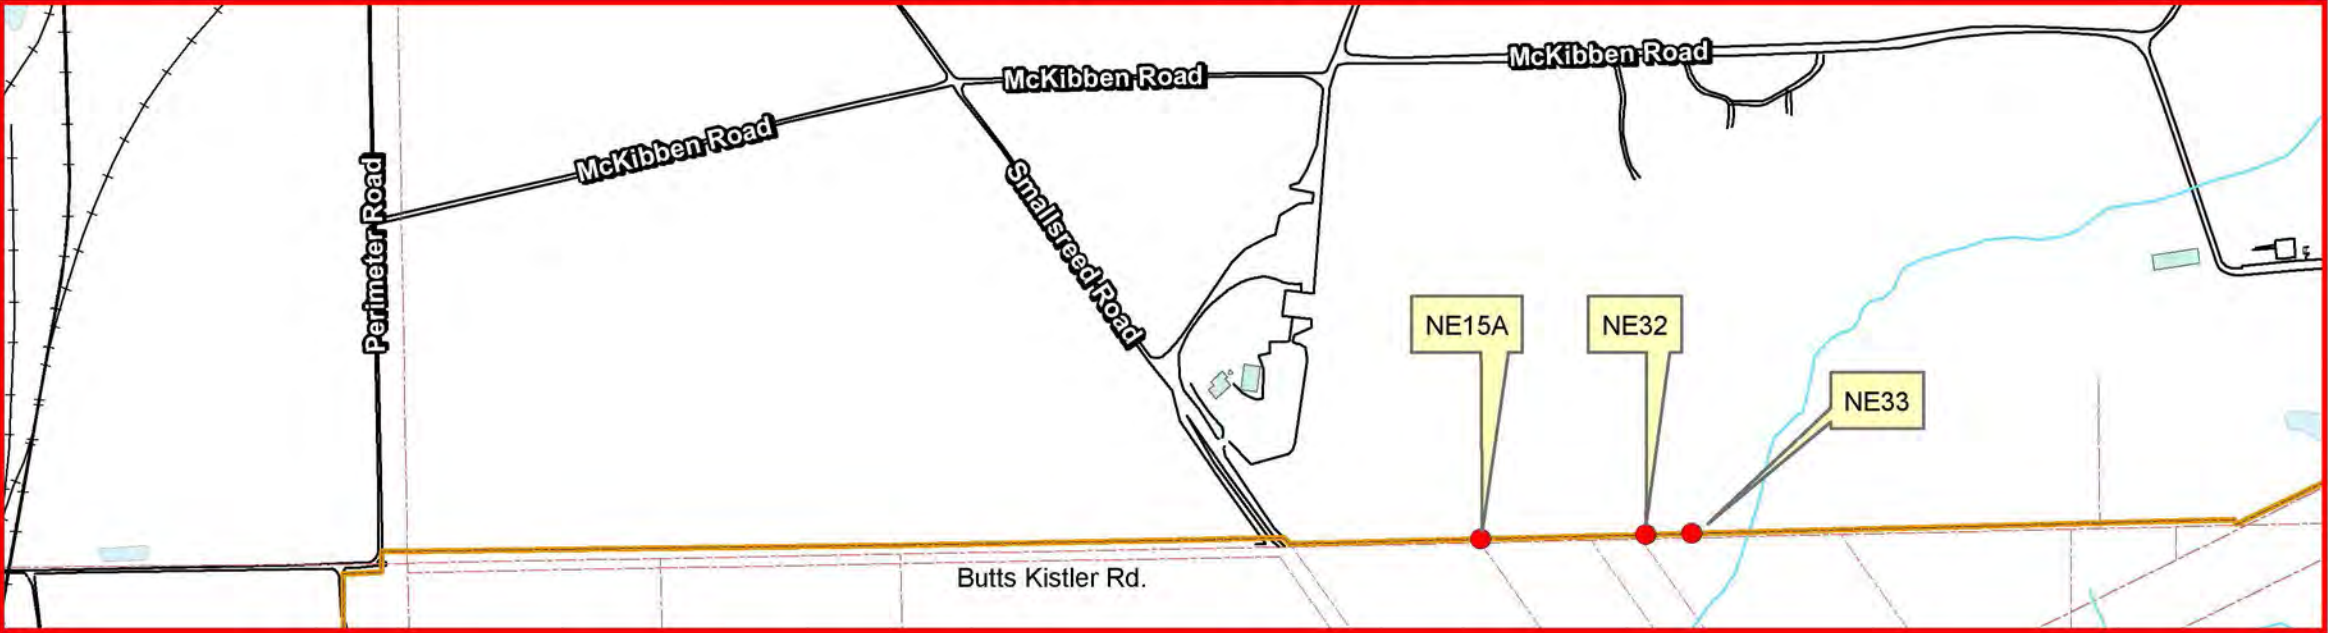 McKibben Road
McKibben Road
McKibben Road
Perimeter Road
Smallsreed Road
NE15A
NE32
NE33
Butts Kistler Rd.